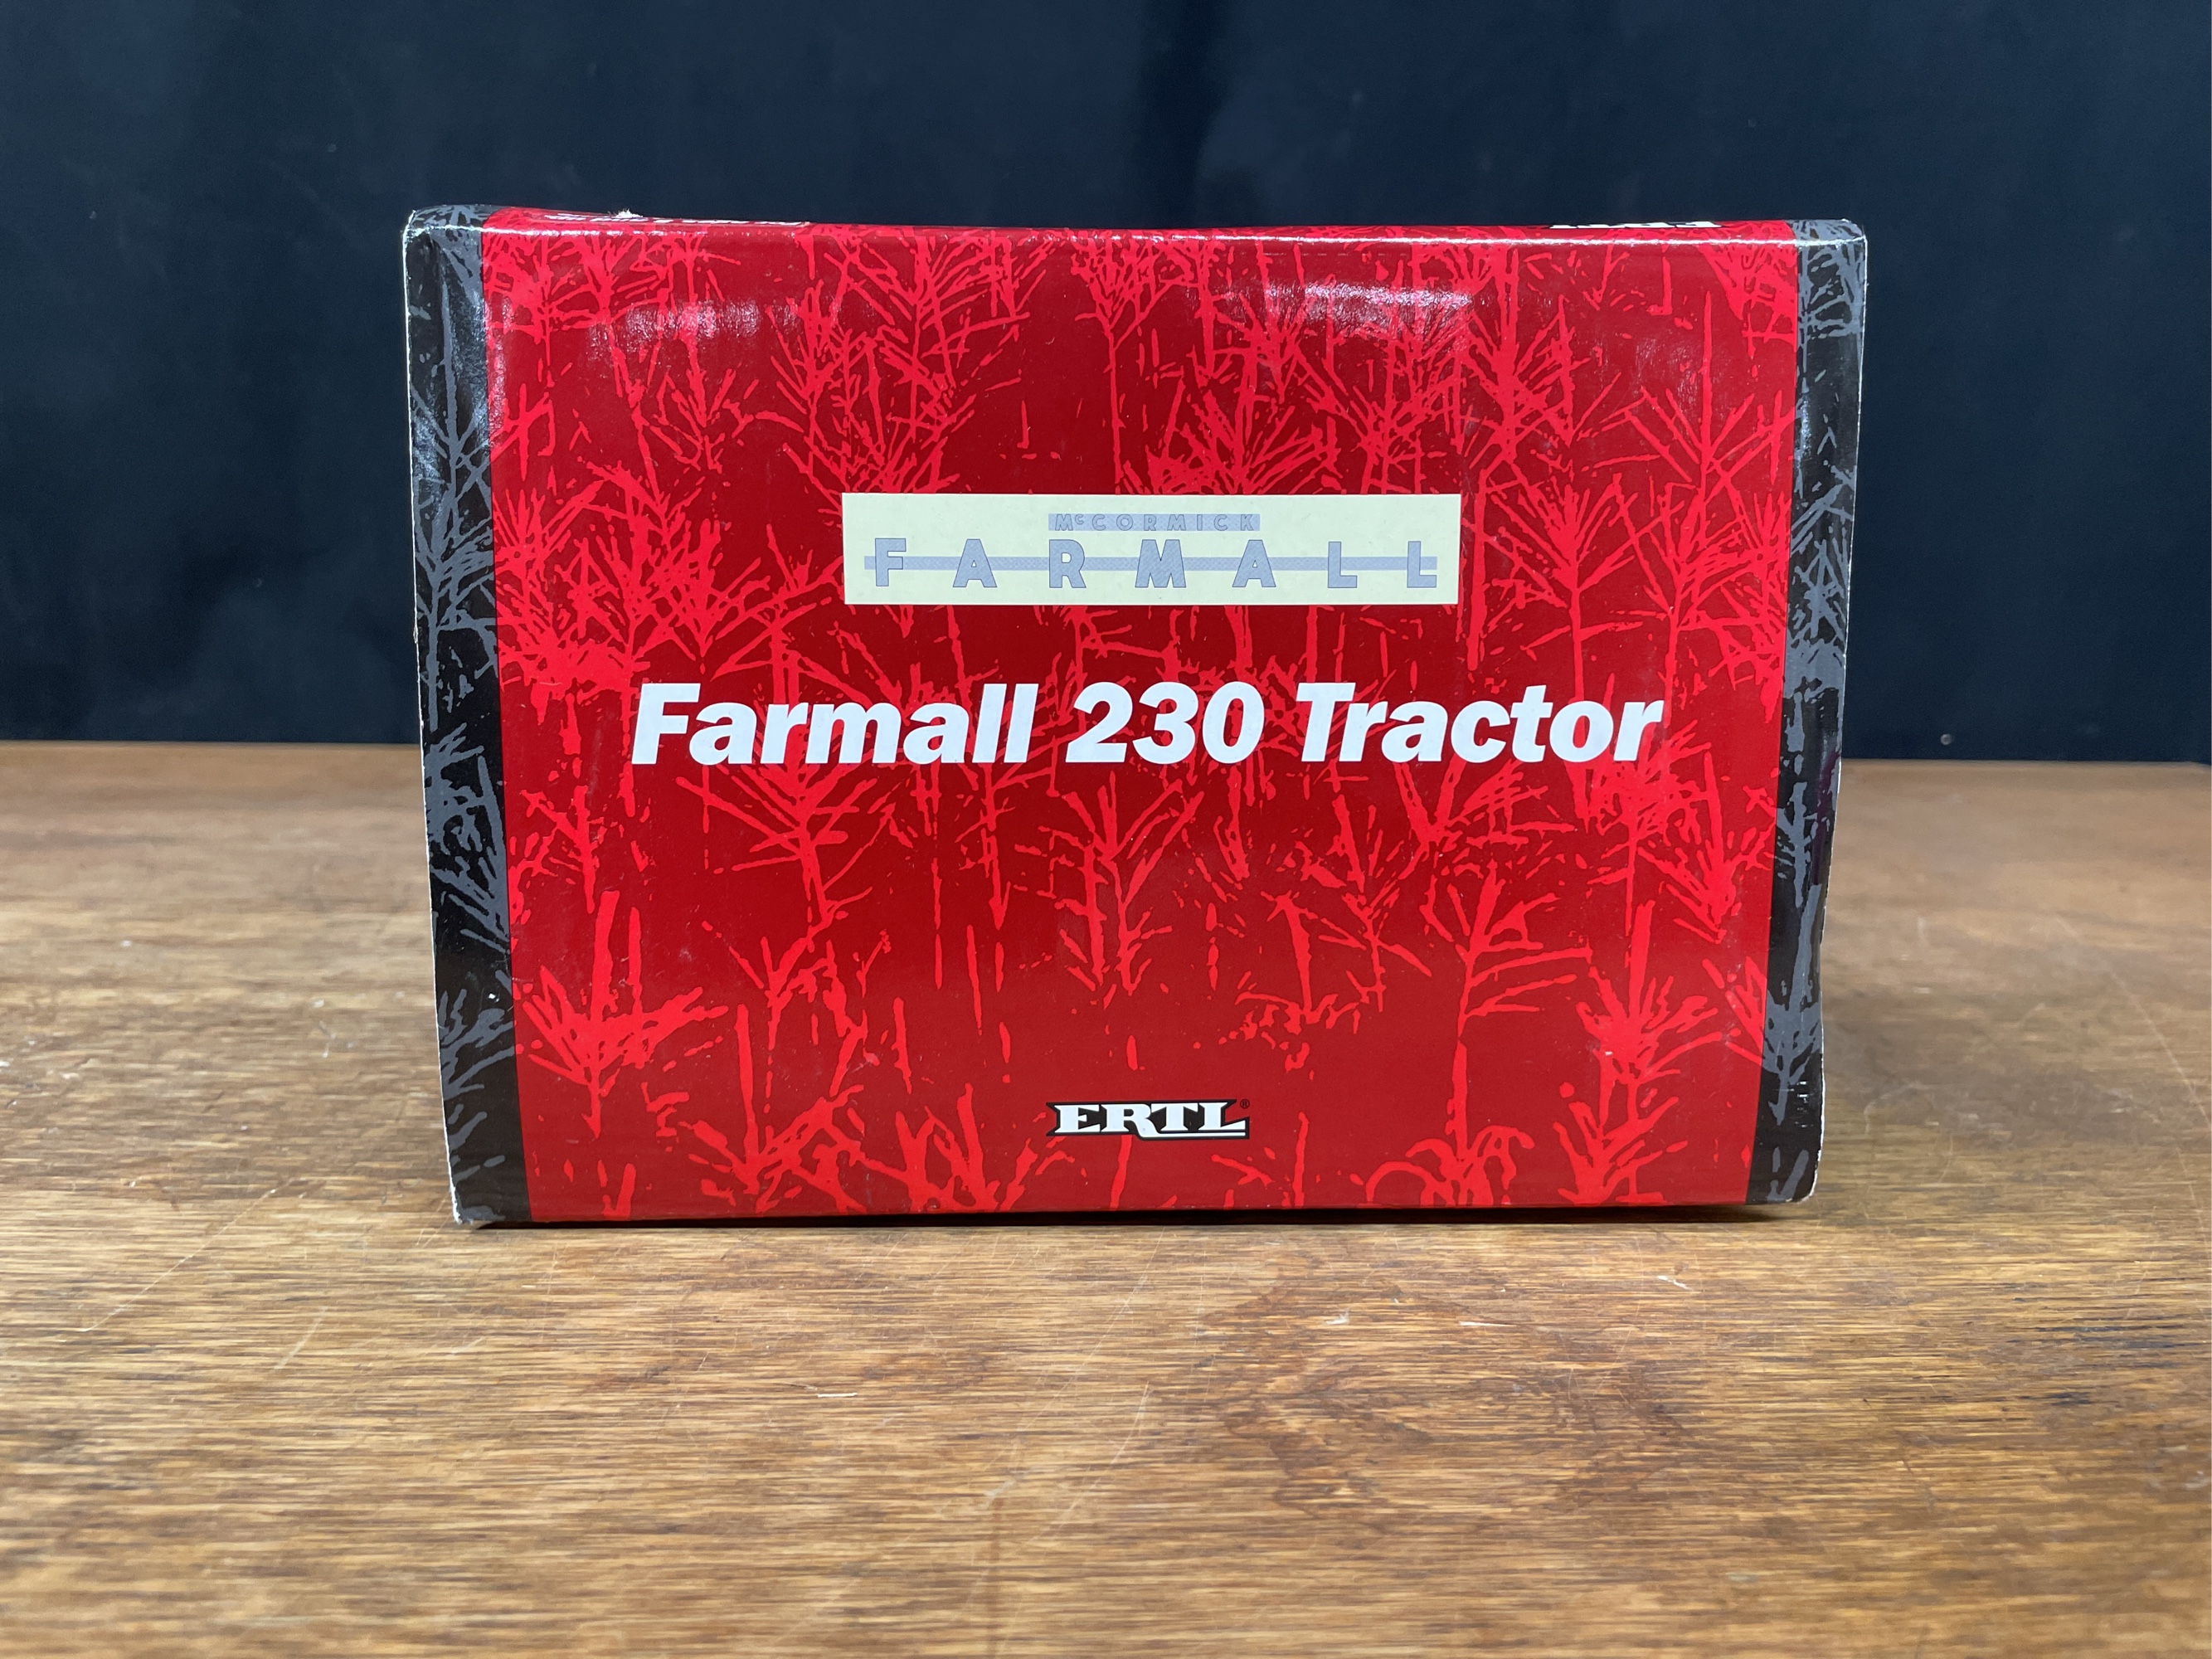 McCORMICK
FARMALL
Farmall 230 Tractor
ERTL®